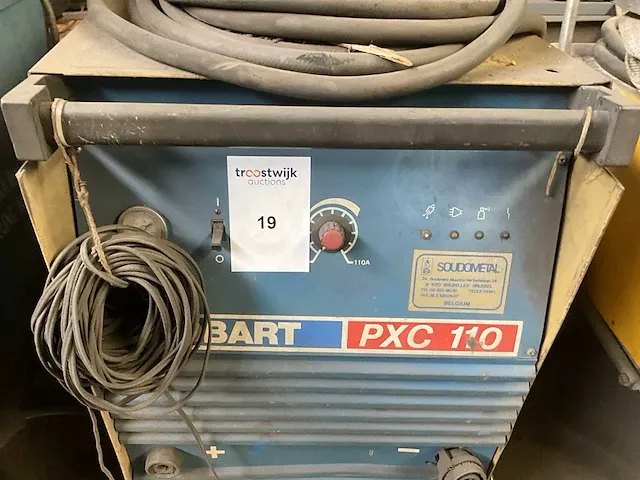 troostwijk
auctions
19
I
O
110A
SOUDOMETAL
BELGIUM
BART PXC 110
+ −